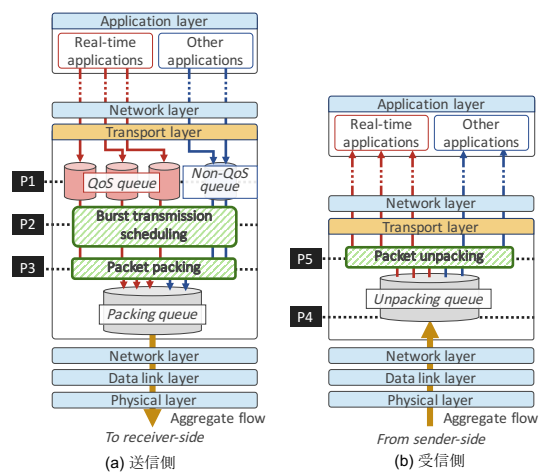 Application layer
Real-time
applications
Other
applications
Network layer
Transport layer
P1
QoS queue
Non-QoS
queue
P2
Burst transmission
scheduling
P3
Packet packing
Packing queue
Network layer
Data link layer
Physical layer
Aggregate flow
To receiver-side
(a) 送信側
Application layer
Real-time
applications
Other
applications
Network layer
Transport layer
P5
Packet unpacking
Unpacking queue
P4
Network layer
Data link layer
Physical layer
Aggregate flow
From sender-side
(b) 受信側